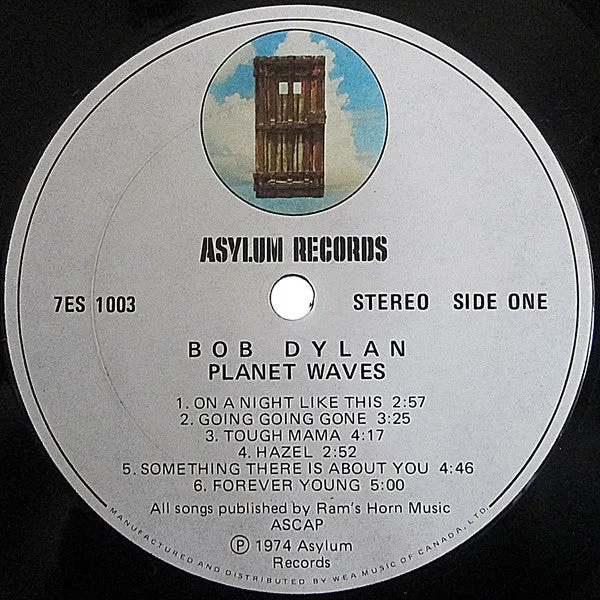 ASYLUM RECORDS
7ES 1003
STEREO SIDE ONE
BOB DYLAN
PLANET WAVES
1. ON A NIGHT LIKE THIS 2:57
2. GOING GOING GONE 3:25
3. TOUGH MAMA 4:17
4. HAZEL 2:52
5. SOMETHING THERE IS ABOUT YOU 4:46
6. FOREVER YOUNG 5:00
All songs published by Ram's Horn Music
ASCAP
Ⓟ 1974 Asylum
Records
MANUFACTURED AND DISTRIBUTED BY WEA MUSIC OF CANADA, LTD.